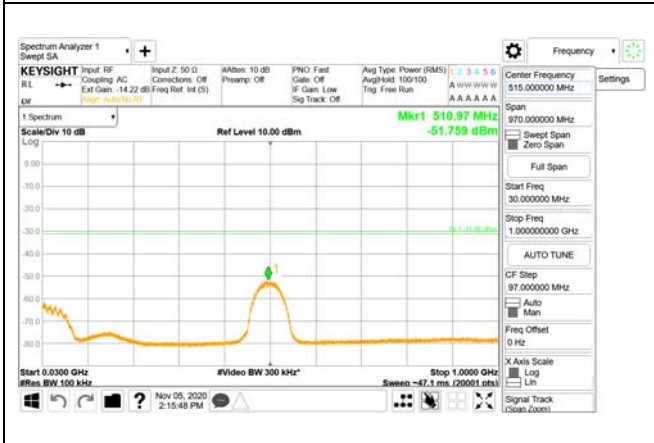 Spectrum Analyzer 1
Swept SA
+
Frequency
KEYSIGHT
RL
Input: RF
Coupling: AC
Ext Gain: -14.22 dB
Align: Auto/No RF
Input Z: 50 Ω
Corrections: Off
Freq Ref: Int (S)
#Atten: 10 dB
Preamp: Off
PNO: Fast
Gate: Off
IF Gain: Low
Sig Track: Off
Avg Type: Power (RMS)
Avg|Hold: 100/100
Trig: Free Run
1 2 3 4 5 6
A W W W W W
A A A A A A
1 Spectrum
Scale/Div 10 dB
Log
Ref Level 10.00 dBm
Mkr1 510.97 MHz
-51.759 dBm
0.00
-10.0
-20.0
-30.0
-40.0
-50.0
-60.0
-70.0
-80.0
1
Start 0.0300 GHz
#Res BW 100 kHz
#Video BW 300 kHz*
Stop 1.0000 GHz
Sweep ~47.1 ms (20001 pts)
?
Nov 05, 2020
2:15:48 PM
Center Frequency
515.000000 MHz
Settings
Span
970.000000 MHz
Swept Span
Zero Span
Full Span
Start Freq
30.000000 MHz
Stop Freq
1.000000000 GHz
AUTO TUNE
CF Step
97.000000 MHz
Auto
Man
Freq Offset
0 Hz
X Axis Scale
Log
Lin
Signal Track
(Span Zoom)